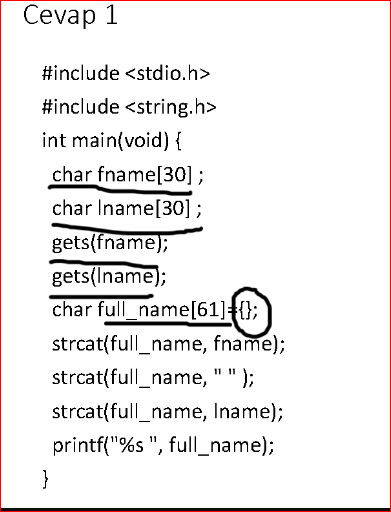 Cevap 1
#include <stdio.h>
#include <string.h>
int main(void) {
char fname[30] ;
char lname[30] ;
gets(fname);
gets(lname);
char full_name[61]={};
strcat(full_name, fname);
strcat(full_name, " " );
strcat(full_name, lname);
printf("%s ", full_name);
}